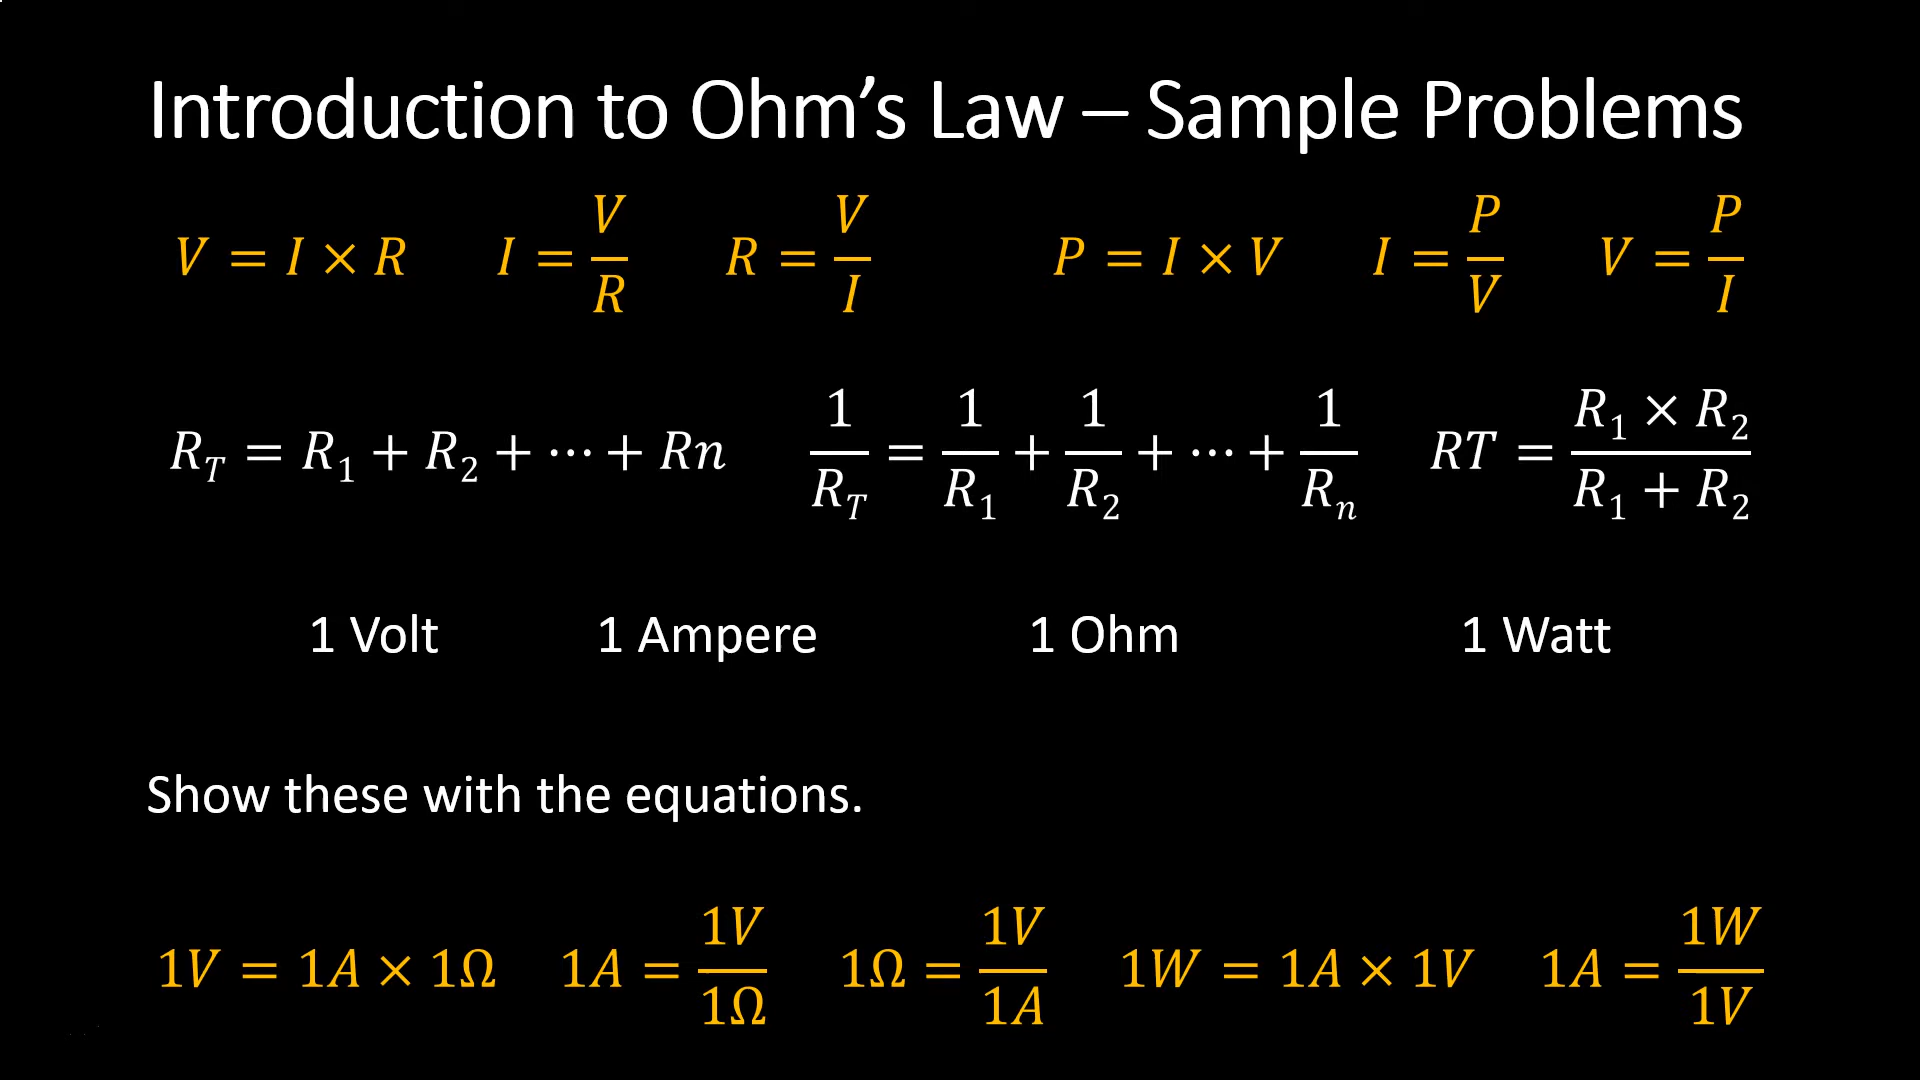 Introduction to Ohm’s Law – Sample Problems
V = I × R    I = V/R    R = V/I    P = I × V    I = P/V    V = P/I
R_T = R_1 + R_2 + ⋯ + Rn    1/R_T = 1/R_1 + 1/R_2 + ⋯ + 1/R_n    RT = (R_1 × R_2)/(R_1 + R_2)
1 Volt    1 Ampere    1 Ohm    1 Watt
Show these with the equations.
1V = 1A × 1Ω    1A = 1V/1Ω    1Ω = 1V/1A    1W = 1A × 1V    1A = 1W/1V